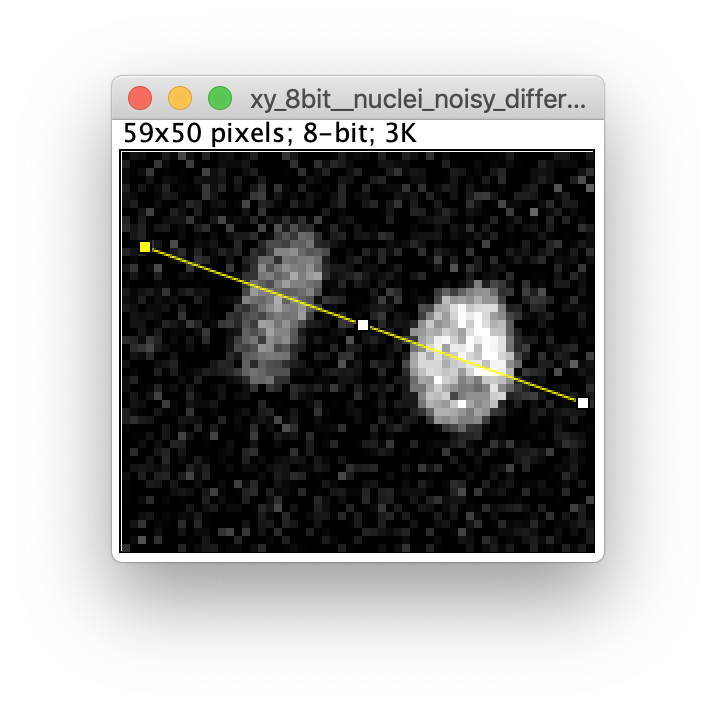 xy_8bit__nuclei_noisy_differ...
59x50 pixels; 8-bit; 3K